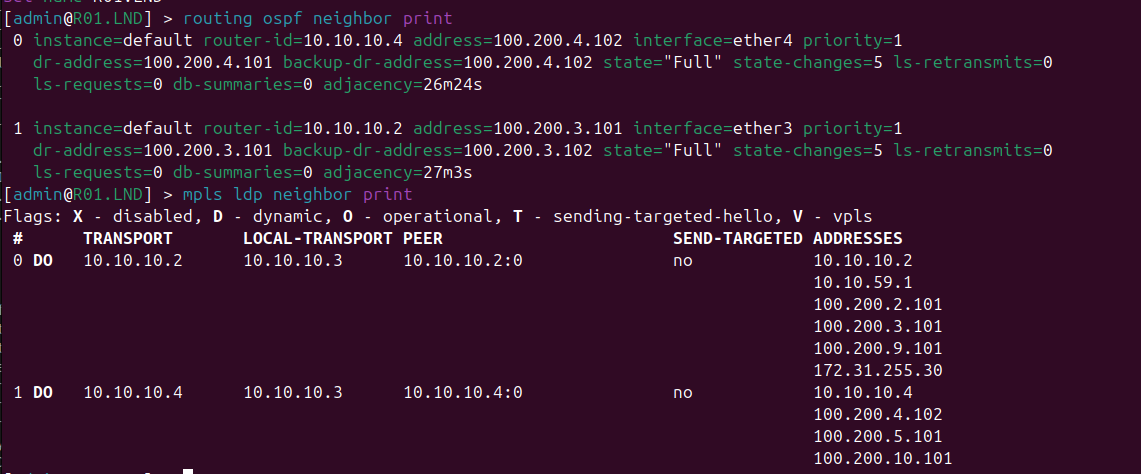 [admin@R01.LND] > routing ospf neighbor print
0 instance=default router-id=10.10.10.4 address=100.200.4.102 interface=ether4 priority=1
dr-address=100.200.4.101 backup-dr-address=100.200.4.102 state="Full" state-changes=5 ls-retransmits=0
ls-requests=0 db-summaries=0 adjacency=26m24s
1 instance=default router-id=10.10.10.2 address=100.200.3.101 interface=ether3 priority=1
dr-address=100.200.3.101 backup-dr-address=100.200.3.102 state="Full" state-changes=5 ls-retransmits=0
ls-requests=0 db-summaries=0 adjacency=27m3s
[admin@R01.LND] > mpls ldp neighbor print
Flags: X - disabled, D - dynamic, O - operational, T - sending-targeted-hello, V - vpls
# TRANSPORT LOCAL-TRANSPORT PEER SEND-TARGETED ADDRESSES
0 DO 10.10.10.2 10.10.10.3 10.10.10.2:0 no 10.10.10.2
10.10.59.1
100.200.2.101
100.200.3.101
100.200.9.101
172.31.255.30
1 DO 10.10.10.4 10.10.10.3 10.10.10.4:0 no 10.10.10.4
100.200.4.102
100.200.5.101
100.200.10.101